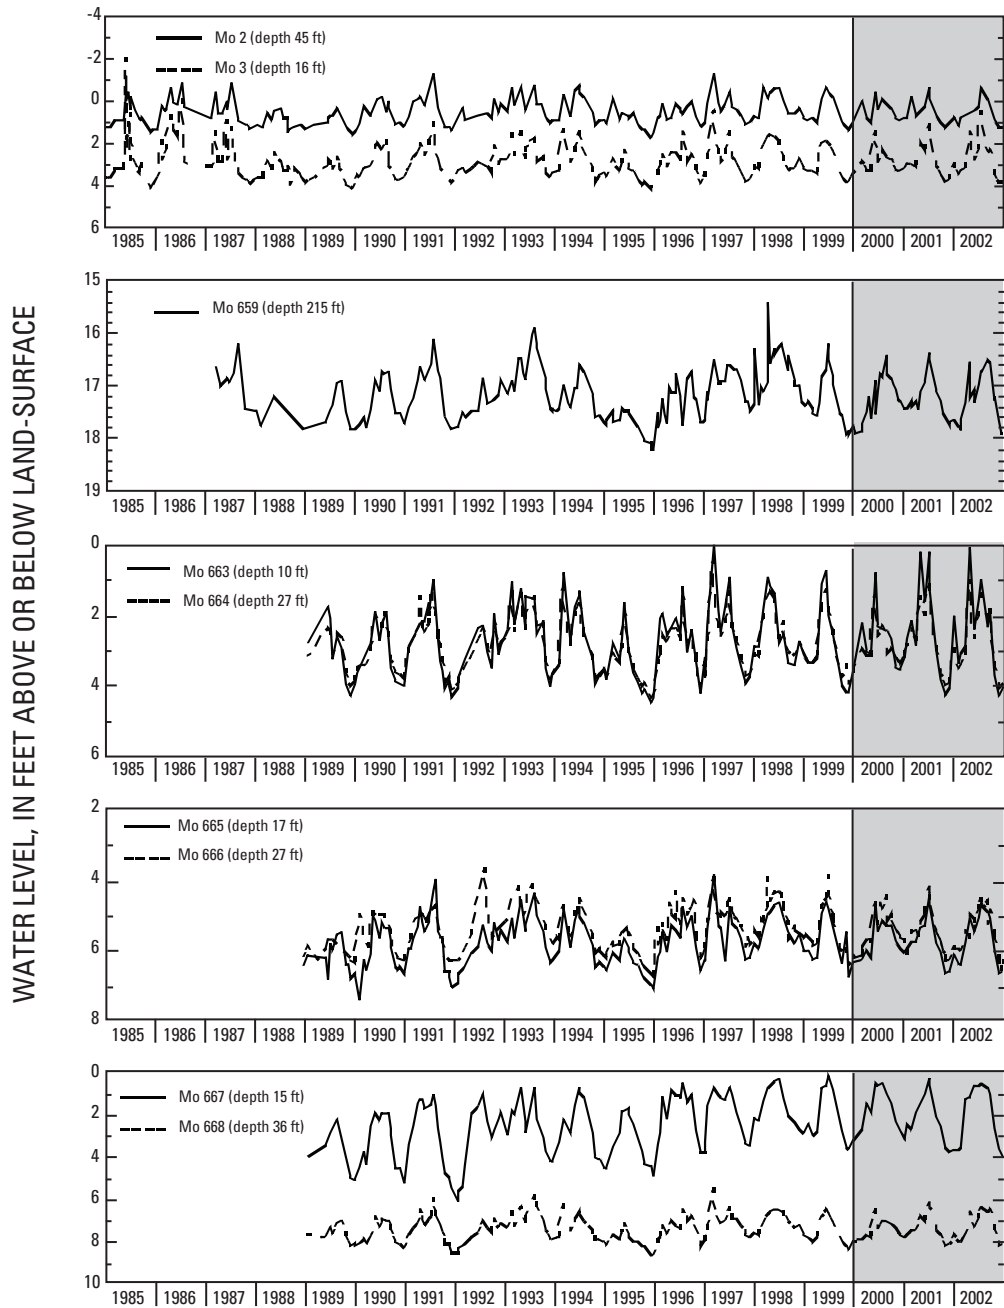 WATER LEVEL, IN FEET ABOVE OR BELOW LAND-SURFACE
-4
Mo 2 (depth 45 ft)
-2
Mo 3 (depth 16 ft)
0
2
4
6
1985 1986 1987 1988 1989 1990 1991 1992 1993 1994 1995 1996 1997 1998 1999 2000 2001 2002
15
Mo 659 (depth 215 ft)
16
17
18
19
1985 1986 1987 1988 1989 1990 1991 1992 1993 1994 1995 1996 1997 1998 1999 2000 2001 2002
0
Mo 663 (depth 10 ft)
Mo 664 (depth 27 ft)
2
4
6
1985 1986 1987 1988 1989 1990 1991 1992 1993 1994 1995 1996 1997 1998 1999 2000 2001 2002
2
Mo 665 (depth 17 ft)
Mo 666 (depth 27 ft)
4
6
8
1985 1986 1987 1988 1989 1990 1991 1992 1993 1994 1995 1996 1997 1998 1999 2000 2001 2002
0
Mo 667 (depth 15 ft)
2
Mo 668 (depth 36 ft)
4
6
8
10
1985 1986 1987 1988 1989 1990 1991 1992 1993 1994 1995 1996 1997 1998 1999 2000 2001 2002